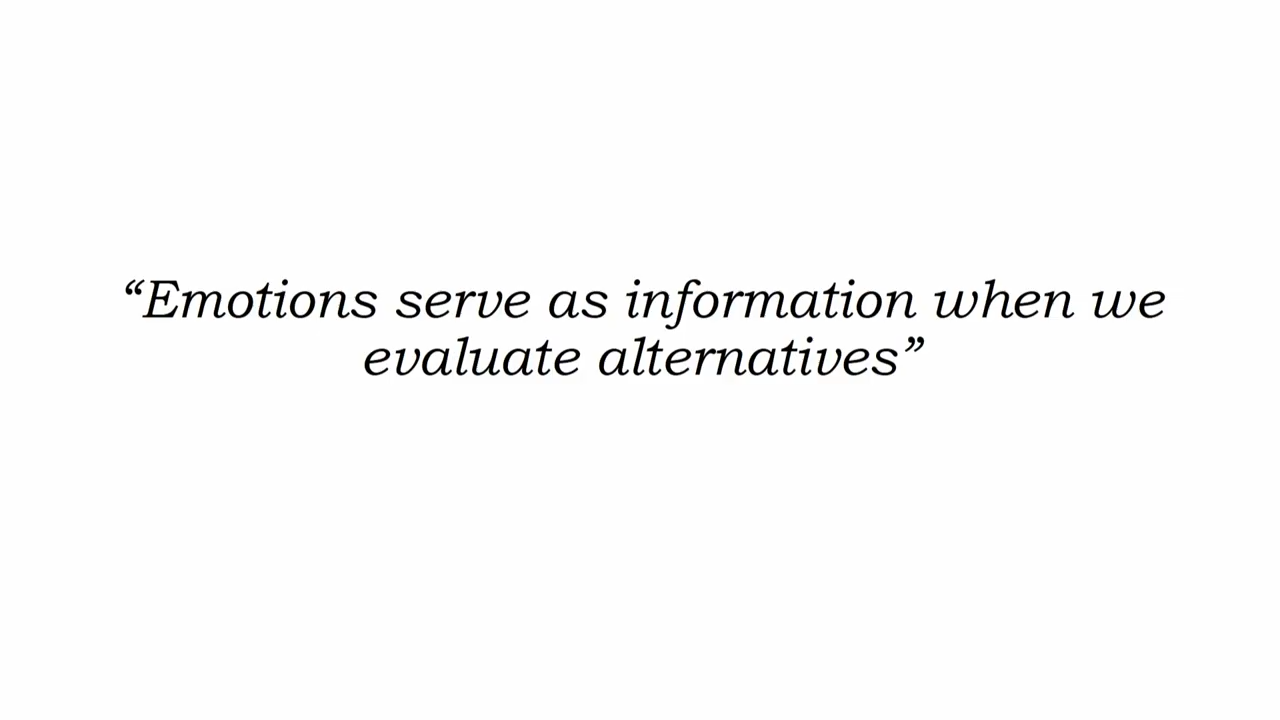 “Emotions serve as information when we
evaluate alternatives”